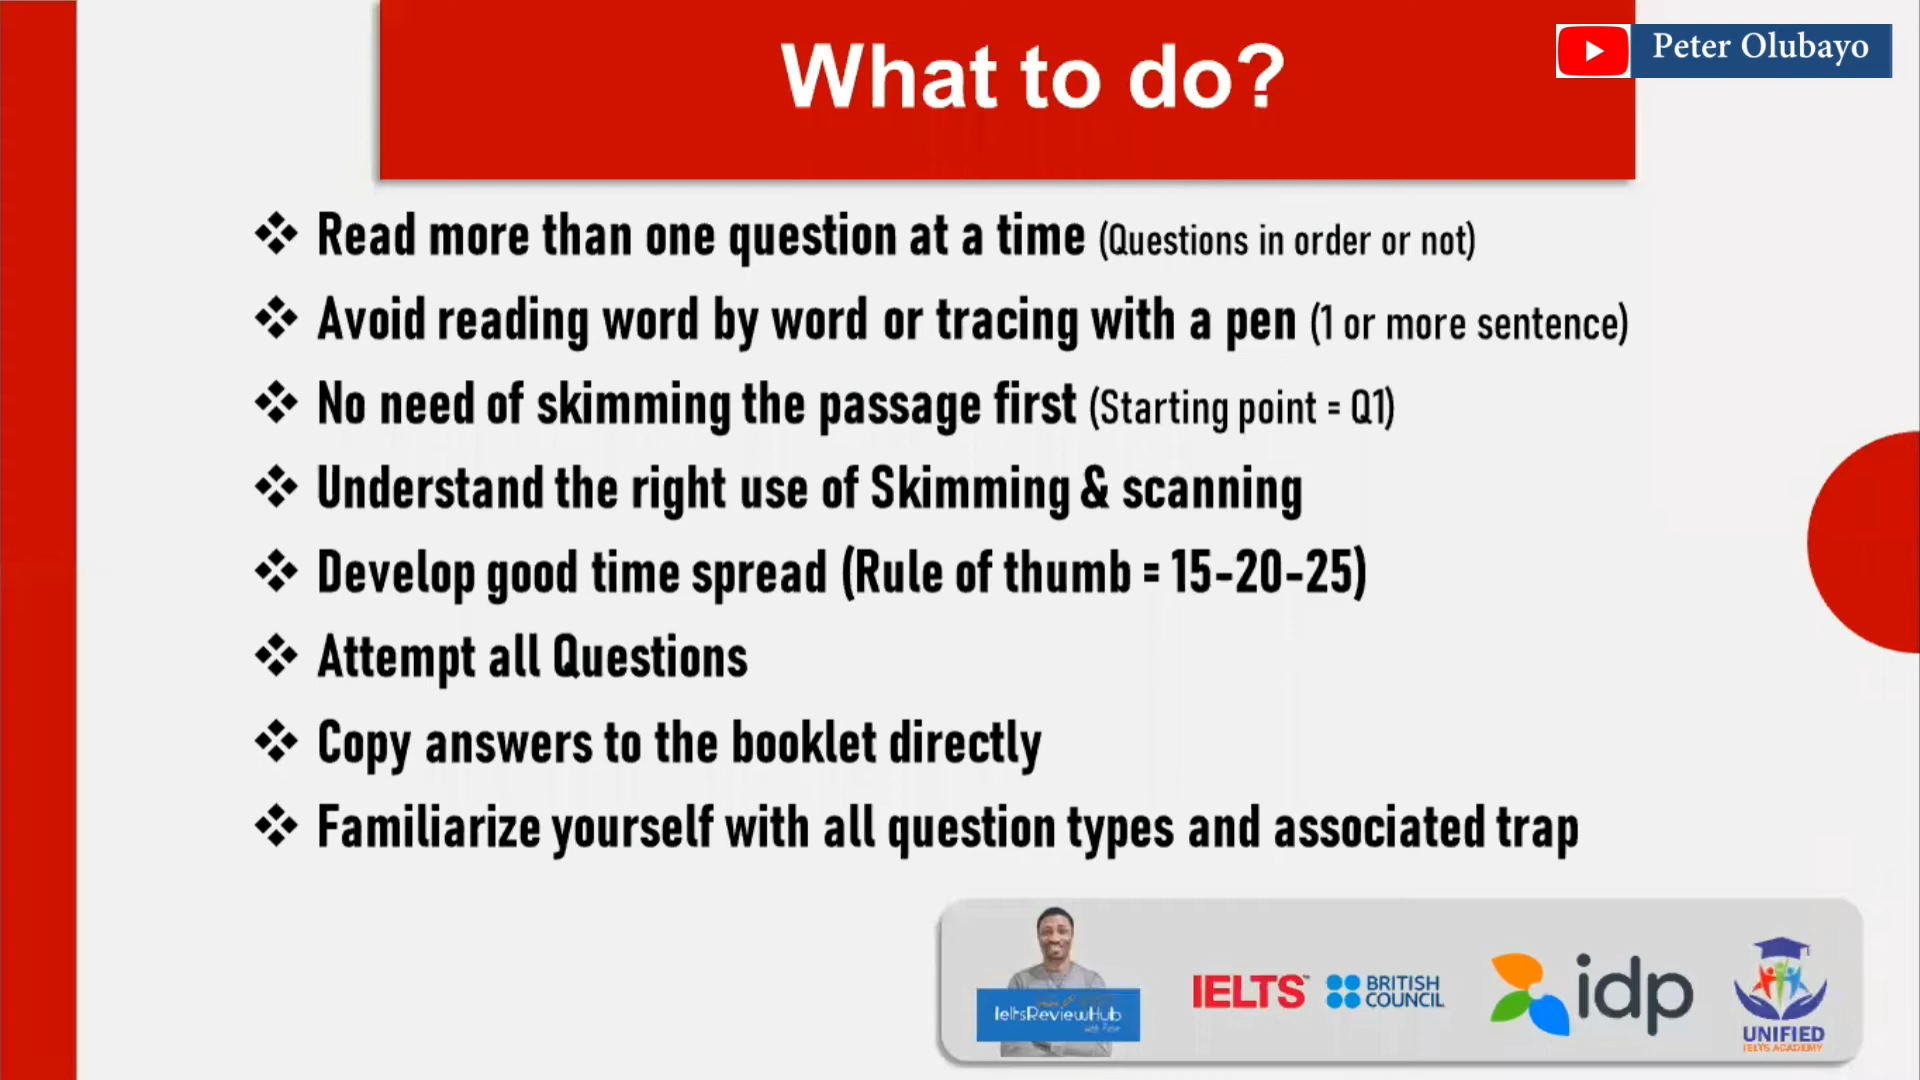 What to do?
Peter Olubayo
❖ Read more than one question at a time (Questions in order or not)
❖ Avoid reading word by word or tracing with a pen (1 or more sentence)
❖ No need of skimming the passage first (Starting point = Q1)
❖ Understand the right use of Skimming & scanning
❖ Develop good time spread (Rule of thumb = 15-20-25)
❖ Attempt all Questions
❖ Copy answers to the booklet directly
❖ Familiarize yourself with all question types and associated trap
IeltsReviewHub
with Peter
IELTS™
BRITISH
COUNCIL
idp
UNIFIED
IELTS ACADEMY